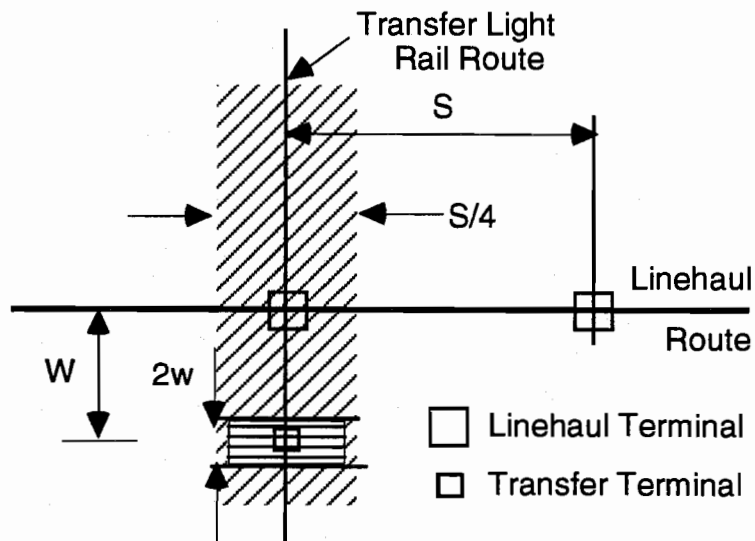 Transfer Light
Rail Route
S
S/4
Linehaul
Route
W
2w
Linehaul Terminal
Transfer Terminal